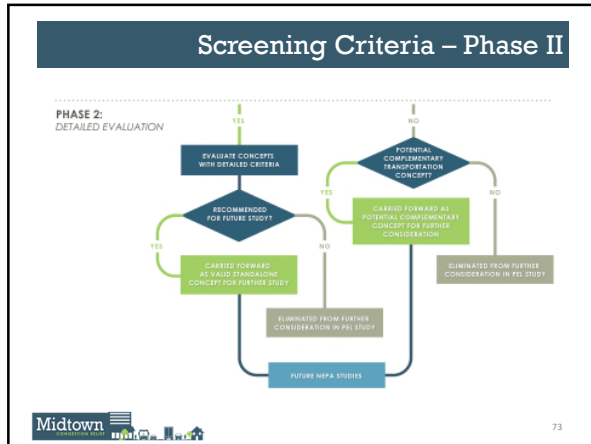 Screening Criteria – Phase II
PHASE 2:
DETAILED EVALUATION
YES
NO
EVALUATE CONCEPTS
WITH DETAILED CRITERIA
POTENTIAL
COMPLEMENTARY
TRANSPORTATION
CONCEPT?
RECOMMENDED
FOR FUTURE STUDY?
YES
NO
CARRIED FORWARD AS
POTENTIAL COMPLEMENTARY
CONCEPT FOR FURTHER
CONSIDERATION
YES
NO
CARRIED FORWARD
AS VALID STANDALONE
CONCEPT FOR FURTHER STUDY
ELIMINATED FROM FURTHER
CONSIDERATION IN PEL STUDY
ELIMINATED FROM FURTHER
CONSIDERATION IN PEL STUDY
FUTURE NEPA STUDIES
Midtown
CONGESTION RELIEF
73